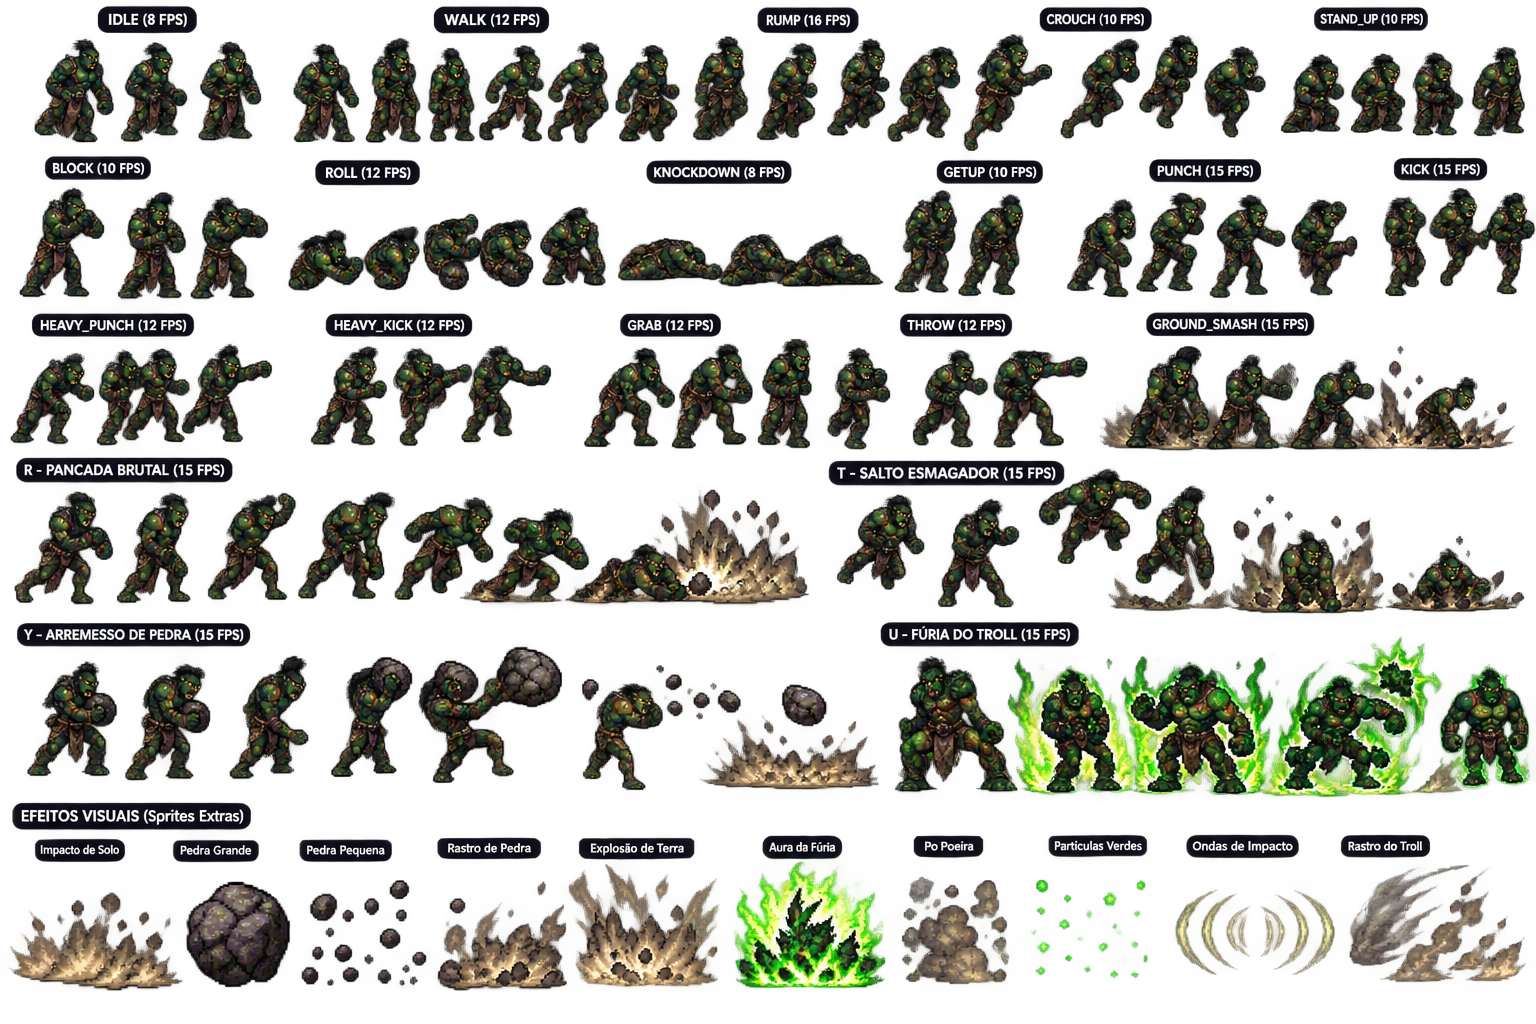 IDLE (8 FPS)
WALK (12 FPS)
RUMP (16 FPS)
CROUCH (10 FPS)
STAND_UP (10 FPS)
BLOCK (10 FPS)
ROLL (12 FPS)
KNOCKDOWN (8 FPS)
GETUP (10 FPS)
PUNCH (15 FPS)
KICK (15 FPS)
HEAVY_PUNCH (12 FPS)
HEAVY_KICK (12 FPS)
GRAB (12 FPS)
THROW (12 FPS)
GROUND_SMASH (15 FPS)
R - PANCADA BRUTAL (15 FPS)
T - SALTO ESMAGADOR (15 FPS)
Y - ARREMESSO DE PEDRA (15 FPS)
U - FÚRIA DO TROLL (15 FPS)
EFEITOS VISUAIS (Sprites Extras)
Impacto de Solo
Pedra Grande
Pedra Pequena
Rastro de Pedra
Explosão de Terra
Aura da Fúria
Po Poeira
Particulas Verdes
Ondas de Impacto
Rastro do Troll